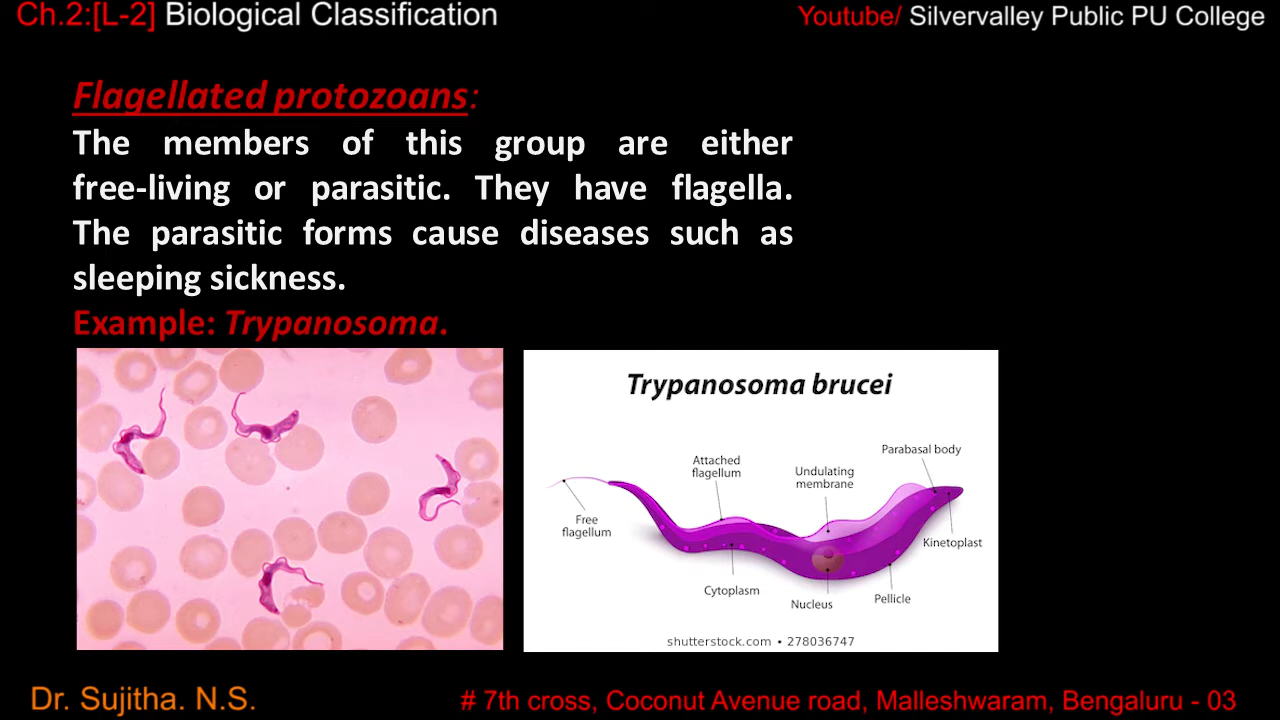 Ch.2:[L-2] Biological Classification
Youtube/ Silvervalley Public PU College
Flagellated protozoans:
The members of this group are either
free-living or parasitic. They have flagella.
The parasitic forms cause diseases such as
sleeping sickness.
Example: Trypanosoma.
Trypanosoma brucei
Parabasal body
Attached
flagellum
Undulating
membrane
Free
flagellum
Kinetoplast
Cytoplasm
Nucleus
Pellicle
shutterstock.com • 278036747
Dr. Sujitha. N.S.
# 7th cross, Coconut Avenue road, Malleshwaram, Bengaluru - 03